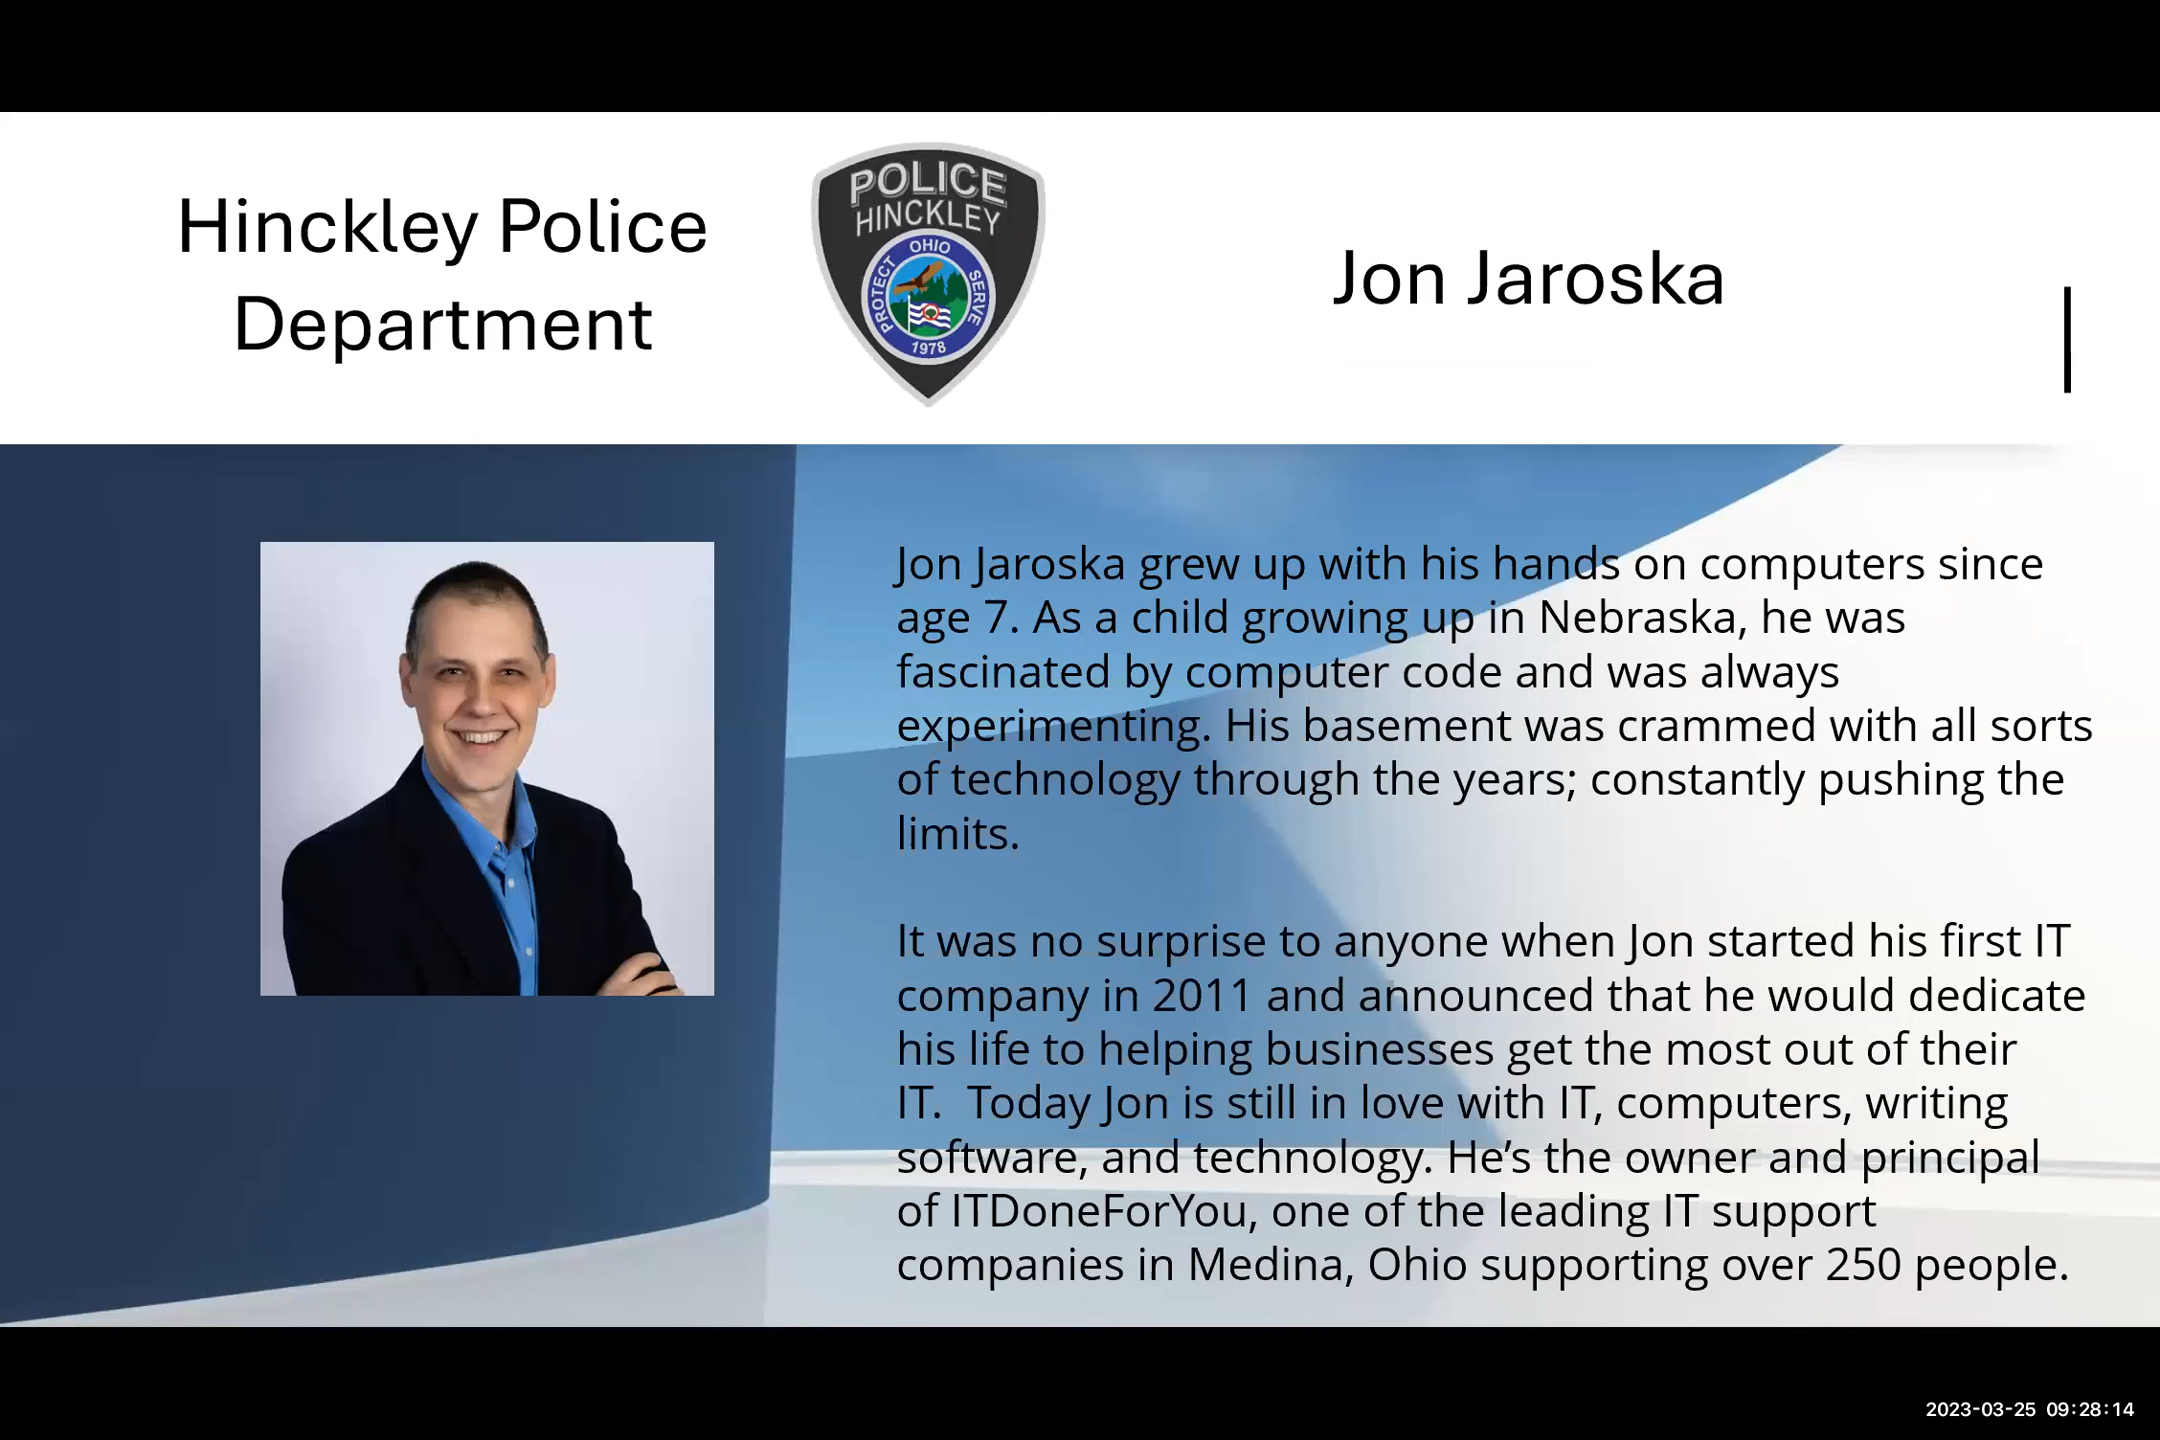 Hinckley Police
Department
POLICE
HINCKLEY
OHIO
PROTECT
SERVE
1978
Jon Jaroska
Jon Jaroska grew up with his hands on computers since
age 7. As a child growing up in Nebraska, he was
fascinated by computer code and was always
experimenting. His basement was crammed with all sorts
of technology through the years; constantly pushing the
limits.
It was no surprise to anyone when Jon started his first IT
company in 2011 and announced that he would dedicate
his life to helping businesses get the most out of their
IT.  Today Jon is still in love with IT, computers, writing
software, and technology. He’s the owner and principal
of ITDoneForYou, one of the leading IT support
companies in Medina, Ohio supporting over 250 people.
2023-03-25 09:28:14